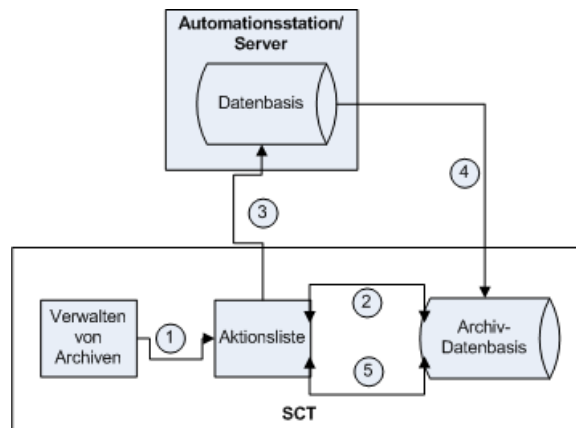 Automationsstation/
Server
Datenbasis
4
3
2
Verwalten
von
Archiven
1
Aktionsliste
Archiv-
Datenbasis
5
SCT